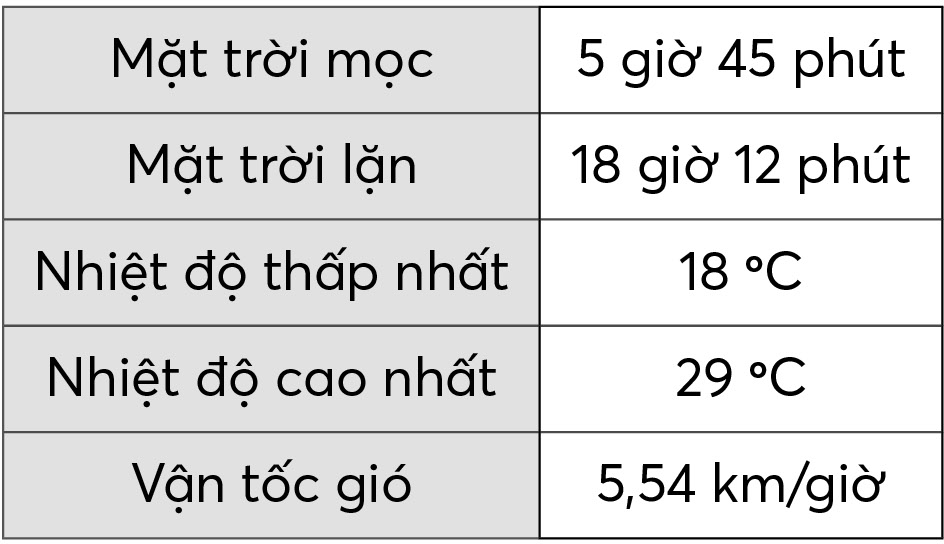 Mặt trời mọc 5 giờ 45 phút
Mặt trời lặn 18 giờ 12 phút
Nhiệt độ thấp nhất 18 °C
Nhiệt độ cao nhất 29 °C
Vận tốc gió 5,54 km/giờ